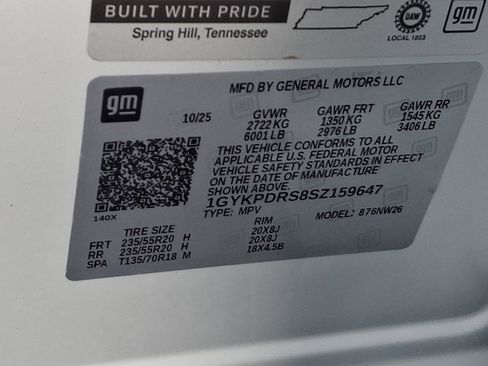 BUILT WITH PRIDE
Spring Hill, Tennessee
UAW
LOCAL 1853
gm
gm
MFD BY GENERAL MOTORS LLC
10/25 GVWR GAWR FRT GAWR RR
2722 KG 1350 KG 1545 KG
6001 LB 2976 LB 3406 LB
THIS VEHICLE CONFORMS TO ALL
APPLICABLE U.S. FEDERAL MOTOR
VEHICLE SAFETY STANDARDS IN EFFECT
ON THE DATE OF MANUFACTURE
SHOWN ABOVE.
1GYKPDRS8SZ159647
TYPE: MPV MODEL: 876NW26
140X
TIRE SIZE RIM
FRT 235/55R20 H 20X8J
RR 235/55R20 H 20X8J
SPA T135/70R18 M 18X4.5B